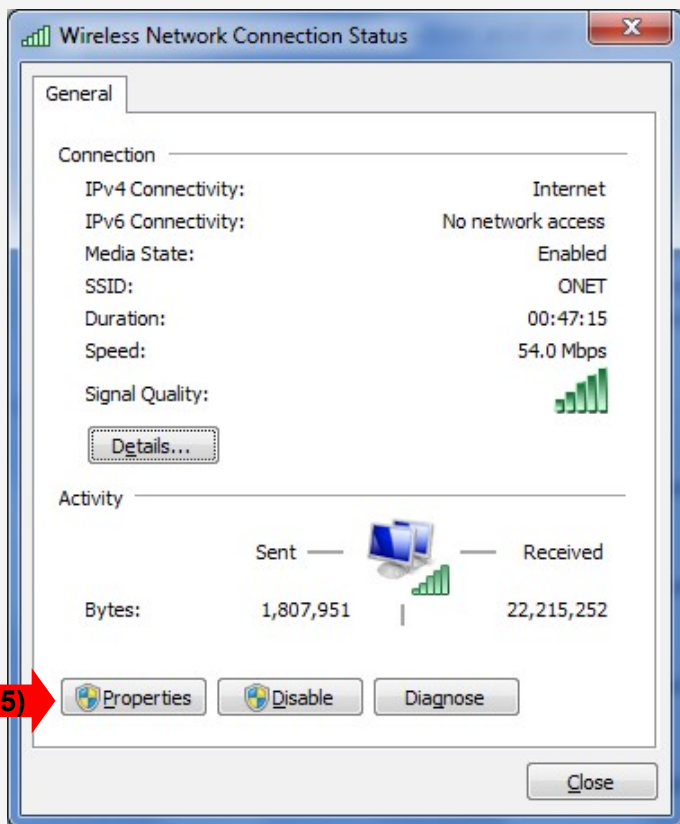 Wireless Network Connection Status
General
Connection
IPv4 Connectivity: Internet
IPv6 Connectivity: No network access
Media State: Enabled
SSID: ONET
Duration: 00:47:15
Speed: 54.0 Mbps
Signal Quality:
Details...
Activity
Sent Received
Bytes: 1,807,951 22,215,252
5) Properties Disable Diagnose
Close